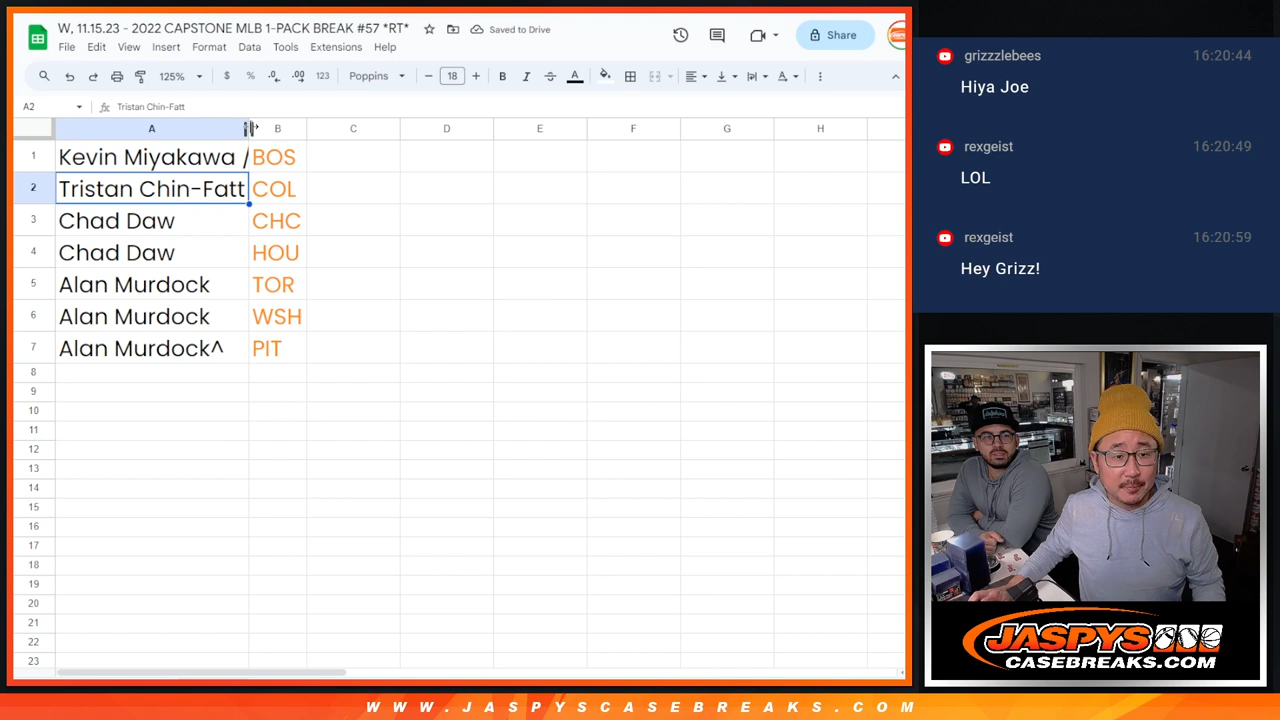 W, 11.15.23 - 2022 CAPSTONE MLB 1-PACK BREAK #57 *RT*
Saved to Drive
Share
File Edit View Insert Format Data Tools Extensions Help
125% $ % .0 .00 123 Poppins 18 B I A
A2 fx Tristan Chin-Fatt
A B C D E F G H
1 Kevin Miyakawa / BOS
2 Tristan Chin-Fatt COL
3 Chad Daw CHC
4 Chad Daw HOU
5 Alan Murdock TOR
6 Alan Murdock WSH
7 Alan Murdock^ PIT
8
9
10
11
12
13
14
15
16
17
18
19
20
21
22
23
grizzzlebees 16:20:44
Hiya Joe
rexgeist 16:20:49
LOL
rexgeist 16:20:59
Hey Grizz!
JASPYS
CASEBREAKS.COM
WWW.JASPYSCASEBREAKS.COM